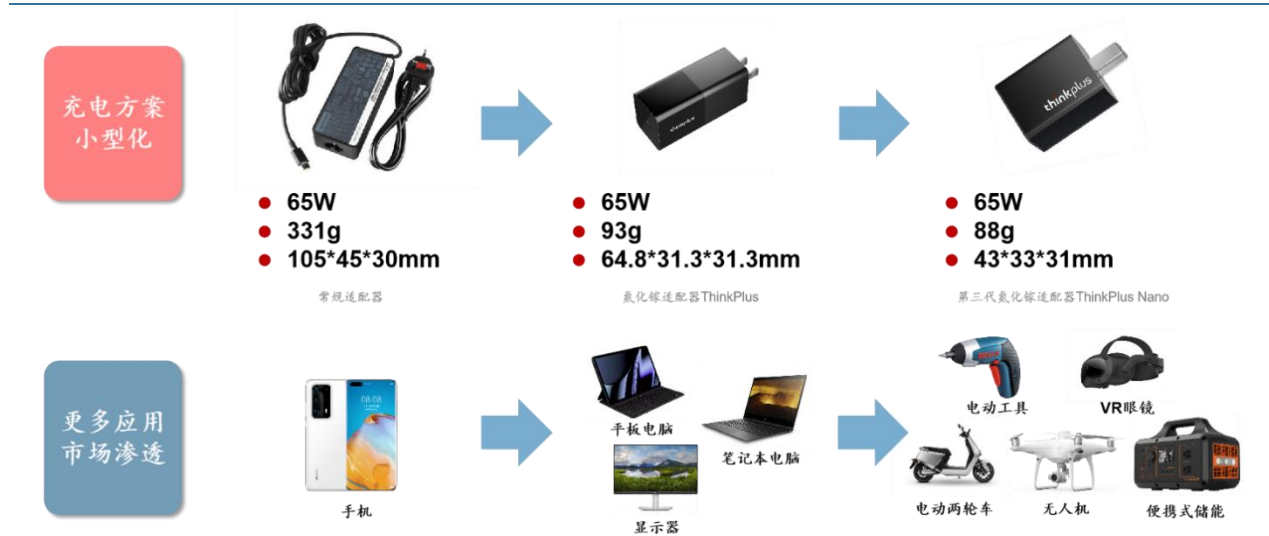 充电方案
小型化
thinkplus
thinkplus
65W
331g
105*45*30mm
65W
93g
64.8*31.3*31.3mm
65W
88g
43*33*31mm
常规适配器
氮化镓适配器ThinkPlus
第三代氮化镓适配器ThinkPlus Nano
更多应用
市场渗透
08:08
手机
平板电脑
笔记本电脑
显示器
电动工具
VR眼镜
电动两轮车
无人机
便携式储能